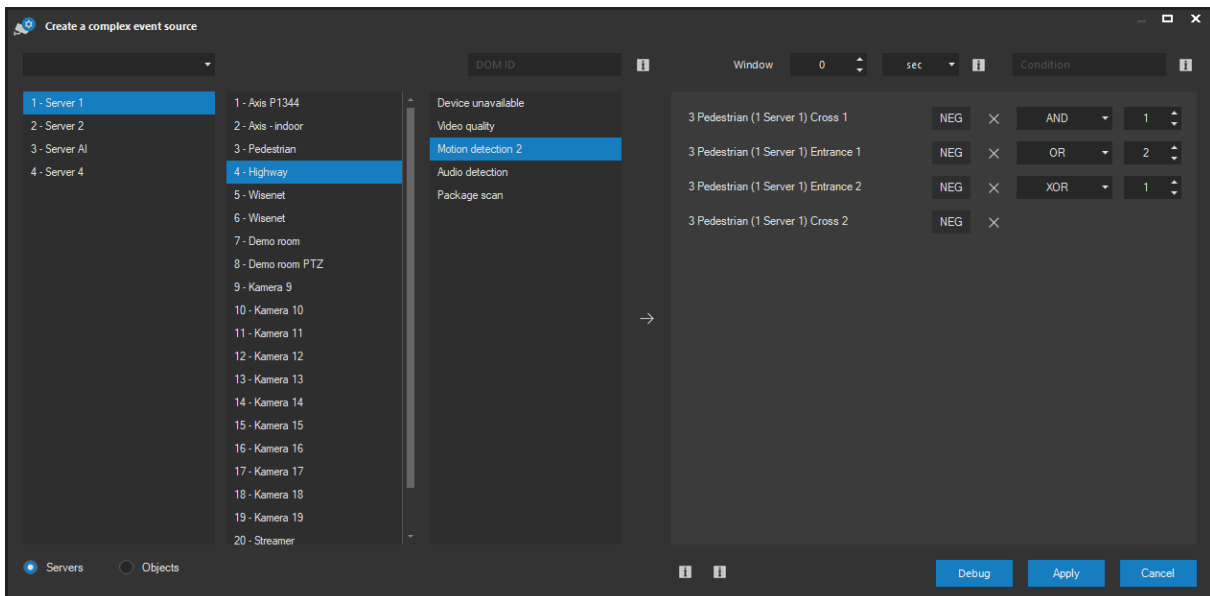 Create a complex event source
DOM ID
Window 0 sec Condition
1 - Server 1
2 - Server 2
3 - Server AI
4 - Server 4
1 - Axis P1344
2 - Axis - indoor
3 - Pedestrian
4 - Highway
5 - Wisenet
6 - Wisenet
7 - Demo room
8 - Demo room PTZ
9 - Kamera 9
10 - Kamera 10
11 - Kamera 11
12 - Kamera 12
13 - Kamera 13
14 - Kamera 14
15 - Kamera 15
16 - Kamera 16
17 - Kamera 17
18 - Kamera 18
19 - Kamera 19
20 - Streamer
Device unavailable
Video quality
Motion detection 2
Audio detection
Package scan
3 Pedestrian (1 Server 1) Cross 1 NEG AND 1
3 Pedestrian (1 Server 1) Entrance 1 NEG OR 2
3 Pedestrian (1 Server 1) Entrance 2 NEG XOR 1
3 Pedestrian (1 Server 1) Cross 2 NEG
Servers Objects
Debug Apply Cancel